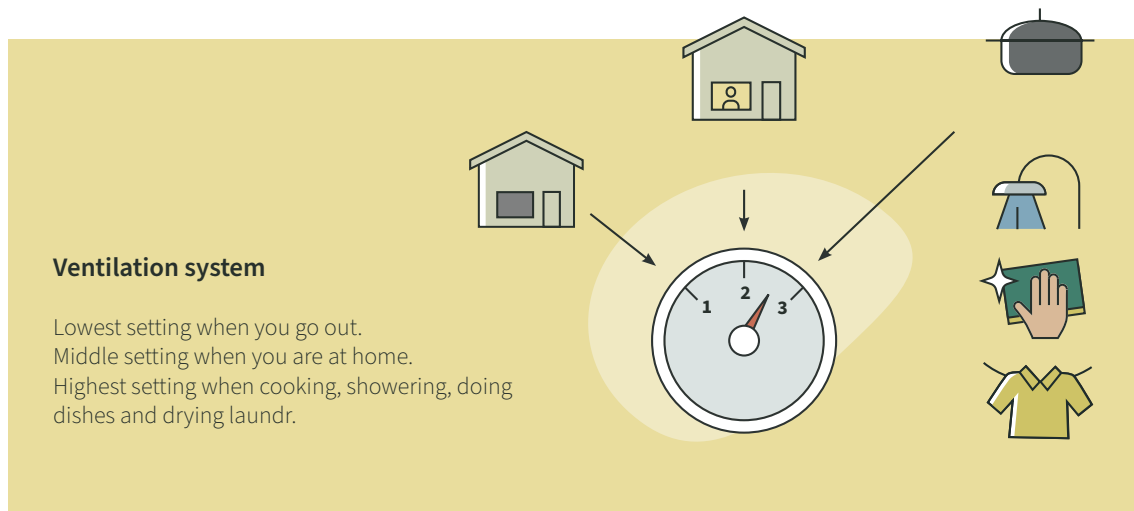 Ventilation system
Lowest setting when you go out.
Middle setting when you are at home.
Highest setting when cooking, showering, doing
dishes and drying laundr.
1
2
3